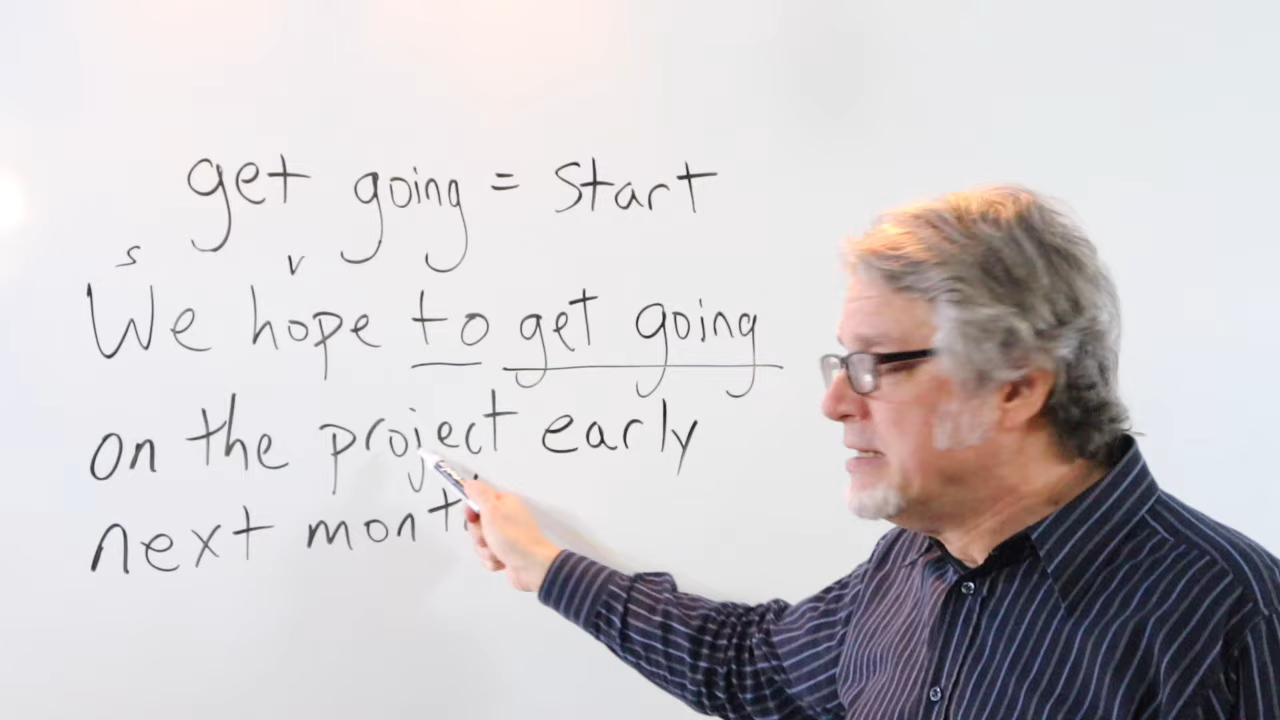 get going = start
s v
We hope to get going
on the project early
next